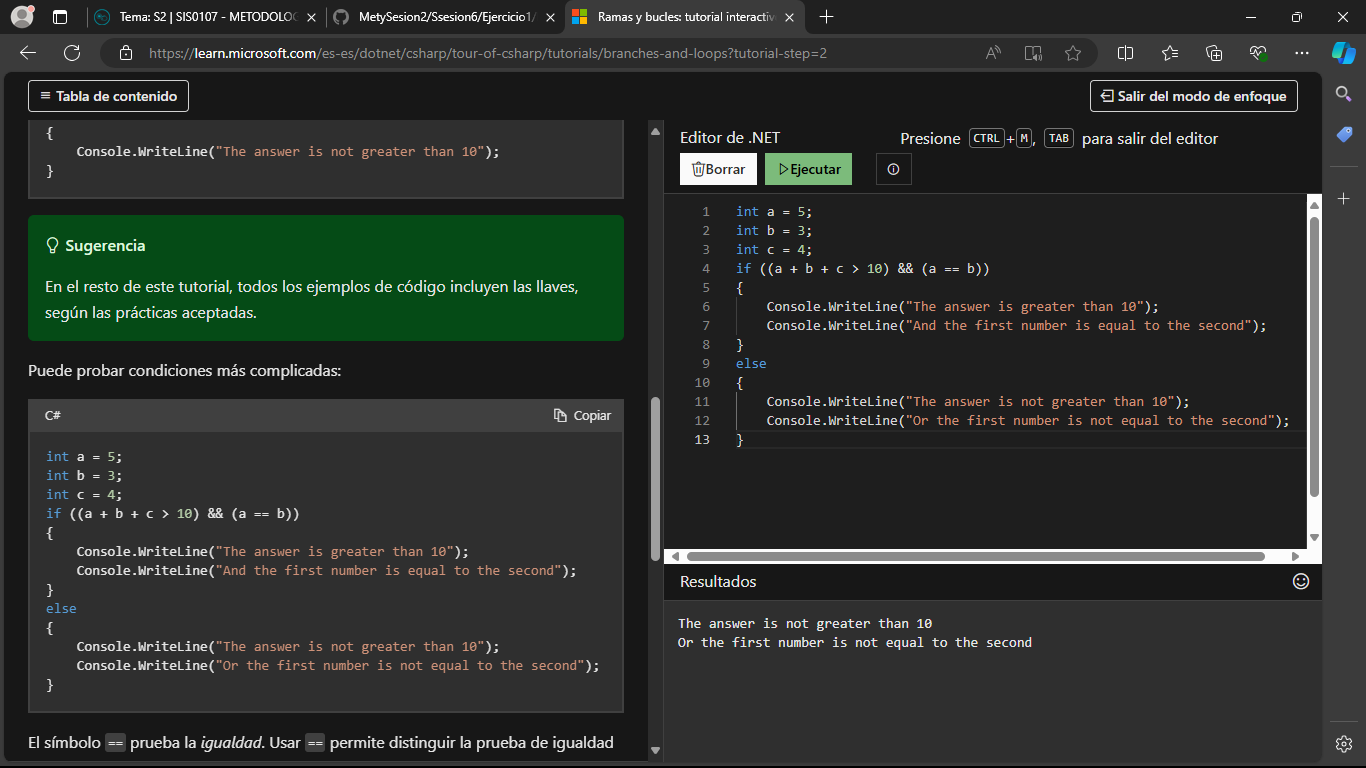 Tema: S2 | SIS0107 - METODOLO
MetySesion2/Ssesion6/Ejercicio1/
Ramas y bucles: tutorial interactiv
https://learn.microsoft.com/es-es/dotnet/csharp/tour-of-csharp/tutorials/branches-and-loops?tutorial-step=2
Tabla de contenido
Salir del modo de enfoque
{
    Console.WriteLine("The answer is not greater than 10");
}
Sugerencia
En el resto de este tutorial, todos los ejemplos de código incluyen las llaves,
según las prácticas aceptadas.
Puede probar condiciones más complicadas:
C#
Copiar
int a = 5;
int b = 3;
int c = 4;
if ((a + b + c > 10) && (a == b))
{
    Console.WriteLine("The answer is greater than 10");
    Console.WriteLine("And the first number is equal to the second");
}
else
{
    Console.WriteLine("The answer is not greater than 10");
    Console.WriteLine("Or the first number is not equal to the second");
}
El símbolo == prueba la igualdad. Usar == permite distinguir la prueba de igualdad
Editor de .NET
Presione CTRL+M, TAB para salir del editor
Borrar
Ejecutar
1 int a = 5;
2 int b = 3;
3 int c = 4;
4 if ((a + b + c > 10) && (a == b))
5 {
6     Console.WriteLine("The answer is greater than 10");
7     Console.WriteLine("And the first number is equal to the second");
8 }
9 else
10 {
11     Console.WriteLine("The answer is not greater than 10");
12     Console.WriteLine("Or the first number is not equal to the second");
13 }
Resultados
The answer is not greater than 10
Or the first number is not equal to the second